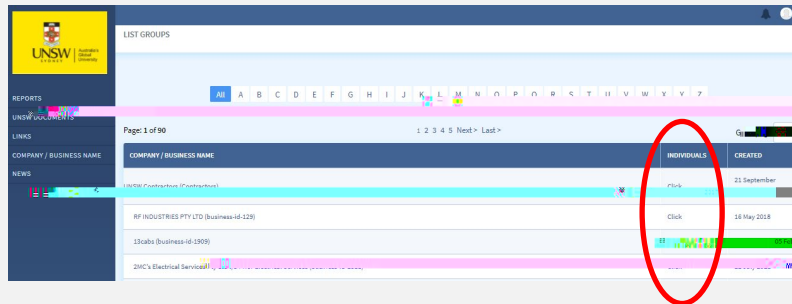 LIST GROUPS
UNSW
SYDNEY
Australia's
Global
University
All A B C D E F G H I J K L M N O P Q R S T U V W X Y Z
REPORTS
UNSW DOCUMENTS
LINKS
COMPANY / BUSINESS NAME
NEWS
Page: 1 of 90
1 2 3 4 5 Next > Last >
COMPANY / BUSINESS NAME INDIVIDUALS CREATED
UNSW Contractors (Contractors) Click 21 September
RF INDUSTRIES PTY LTD (business-id-129) Click 16 May 2018
13cabs (business-id-1909)
2MC's Electrical Services